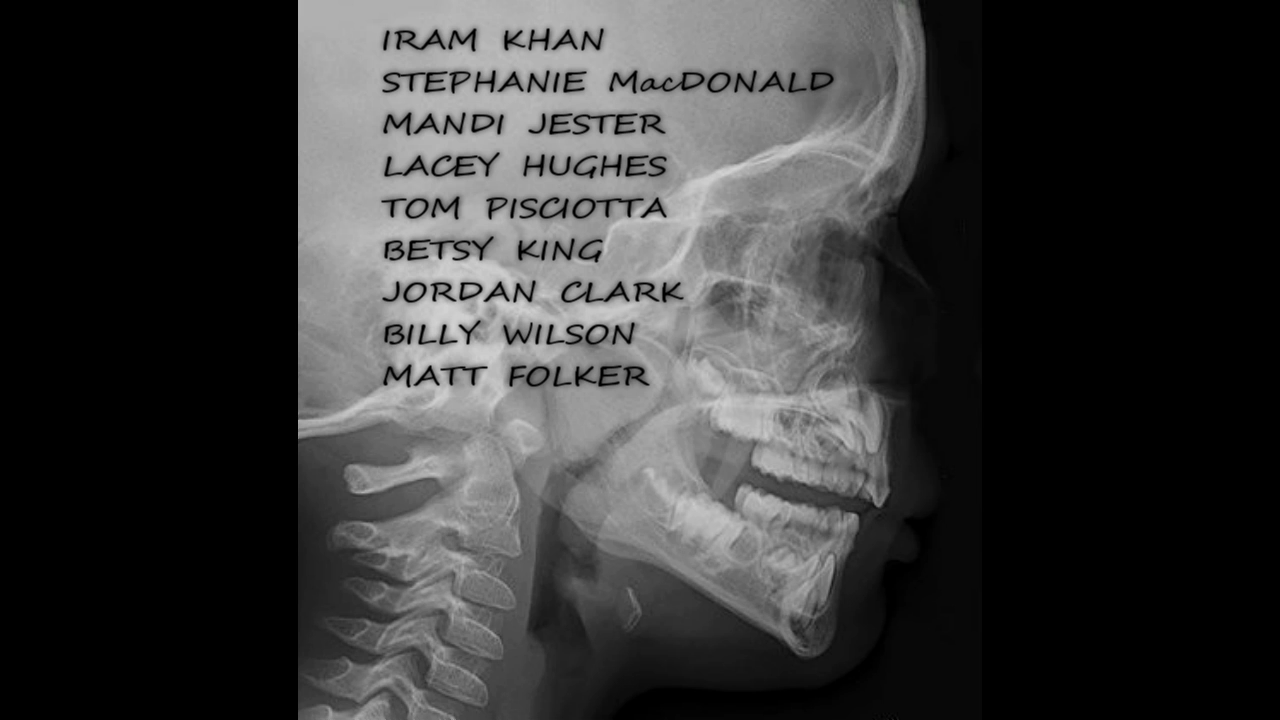 IRAM KHAN
STEPHANIE MacDONALD
MANDI JESTER
LACEY HUGHES
TOM PISCIOTTA
BETSY KING
JORDAN CLARK
BILLY WILSON
MATT FOLKER